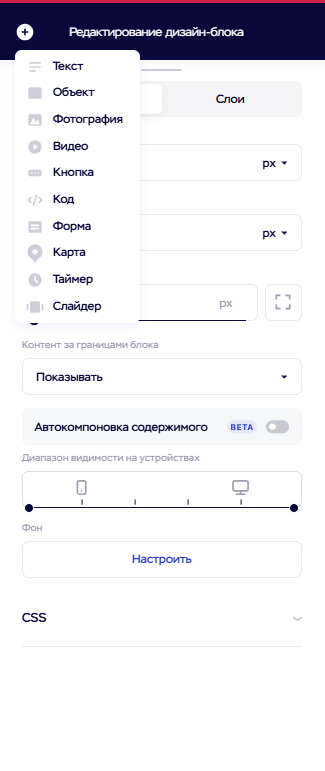 Редактирование дизайн-блока
Текст
Объект
Фотография
Видео
Кнопка
Код
Форма
Карта
Таймер
Слайдер
Слои
px
px
px
Контент за границами блока
Показывать
Автокомпоновка содержимого BETA
Диапазон видимости на устройствах
Фон
Настроить
CSS